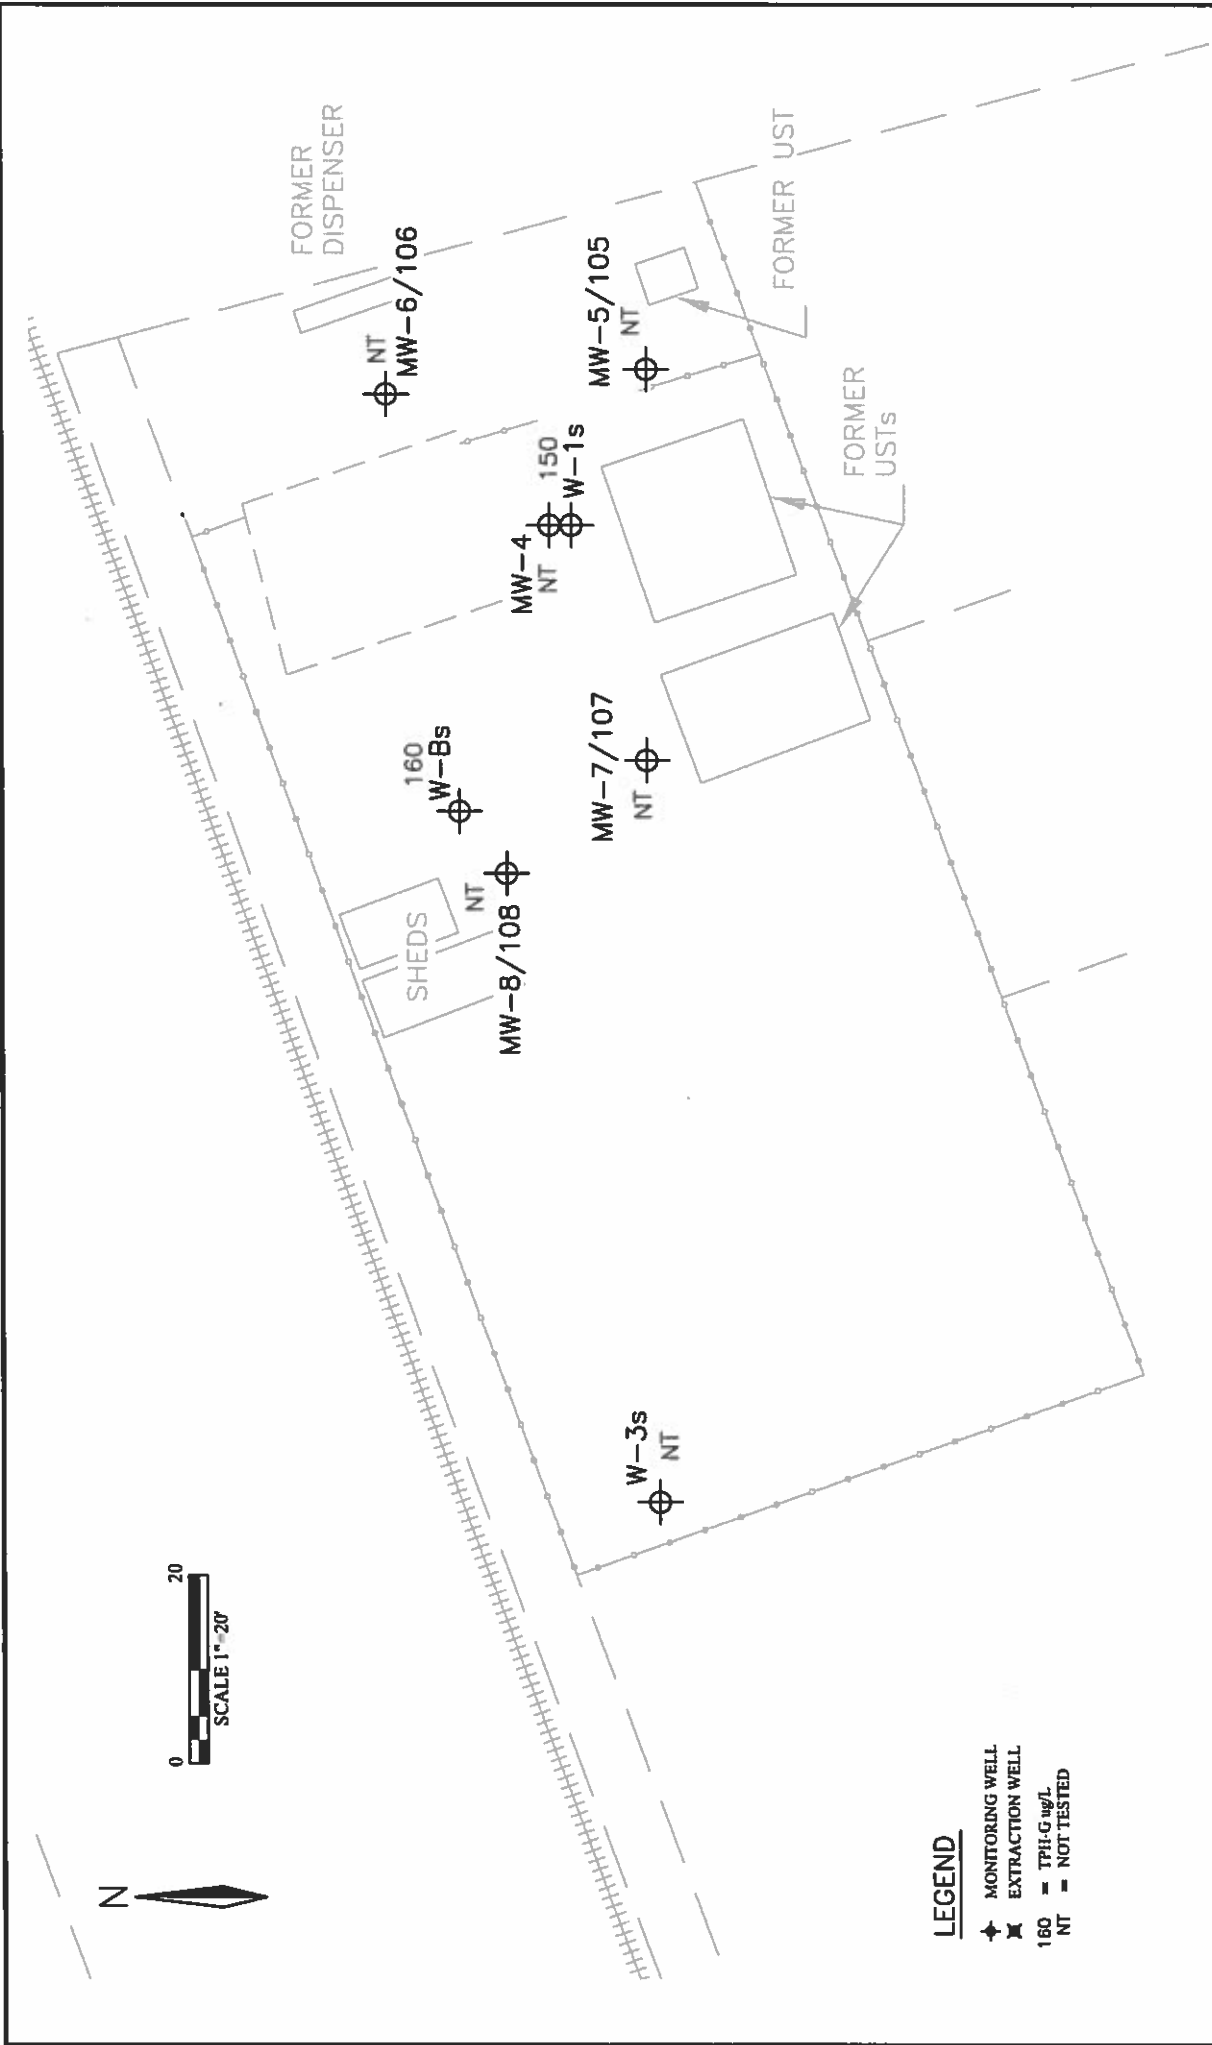 N
0
20
SCALE 1"=20'
FORMER
DISPENSER
NT
MW-6/106
MW-5/105
NT
FORMER UST
150
W-1s
MW-4
NT
FORMER
USTs
160
W-Bs
MW-7/107
NT
SHEDS
NT
MW-8/108
W-3s
NT
LEGEND
MONITORING WELL
EXTRACTION WELL
160 = TPH-G ug/L
NT = NOT TESTED